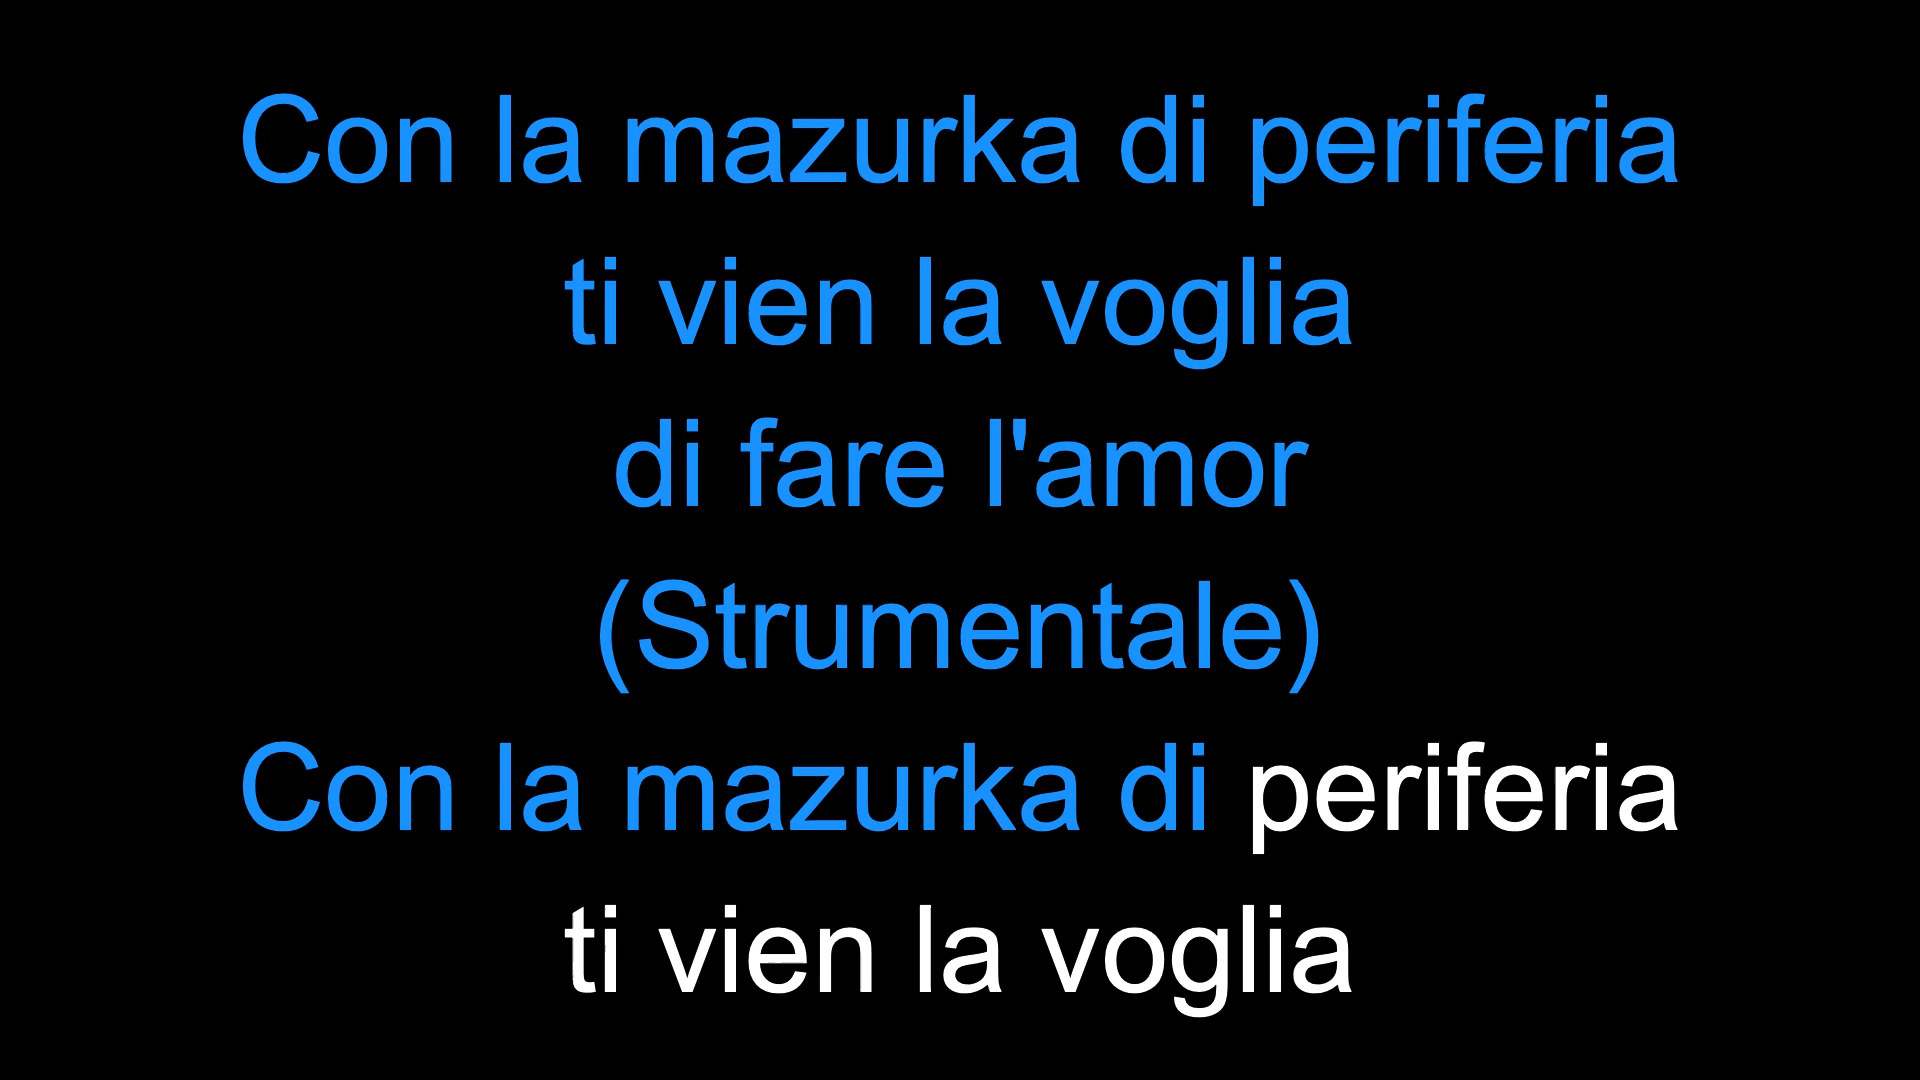 Con la mazurka di periferia
ti vien la voglia
di fare l'amor
(Strumentale)
Con la mazurka di periferia
ti vien la voglia